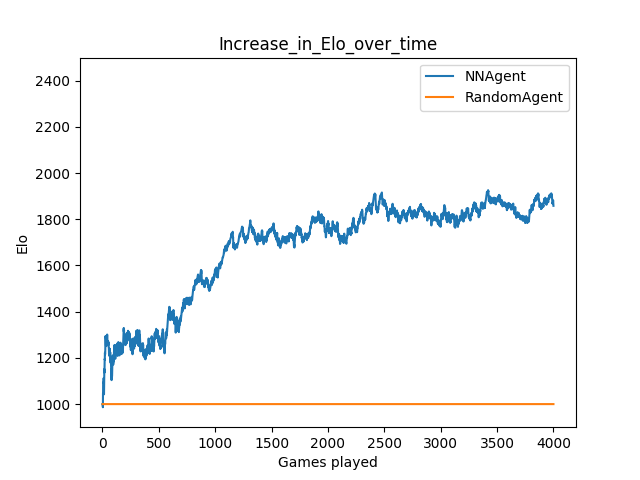 Increase_in_Elo_over_time
NNAgent
RandomAgent
2400
2200
2000
1800
1600
1400
1200
1000
Elo
0 500 1000 1500 2000 2500 3000 3500 4000
Games played